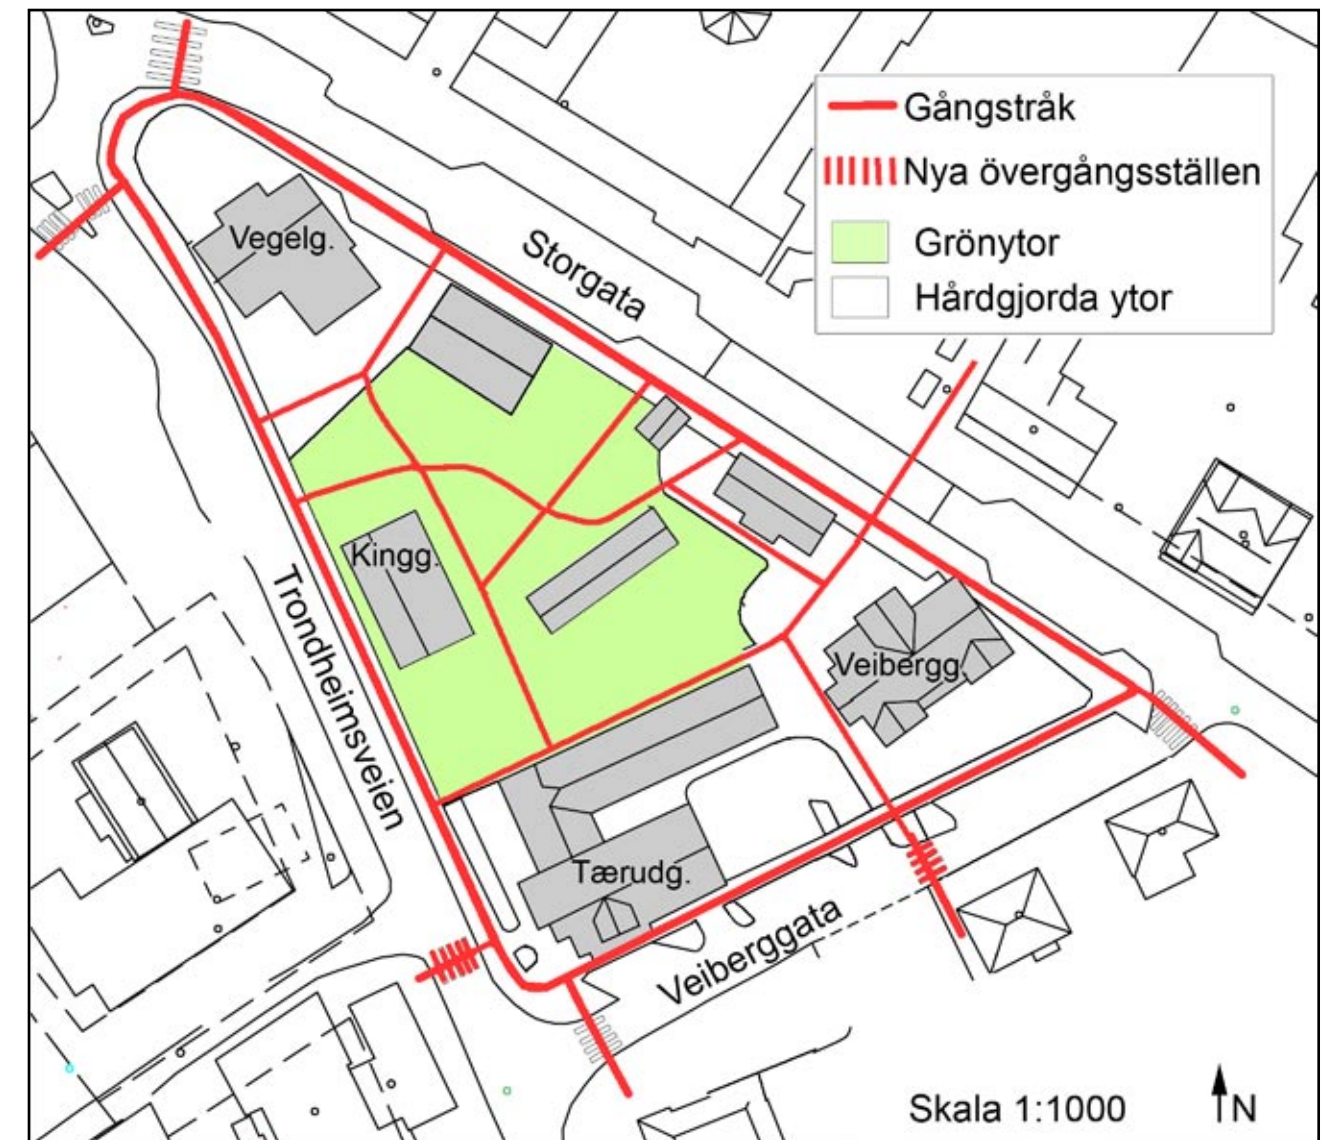 Gångstråk
Nya övergångsställen
Grönytor
Hårdgjorda ytor
Vegelg.
Storgata
Kingg.
Trondheimsveien
Veibergg.
Tærudg.
Veiberggata
Skala 1:1000
N